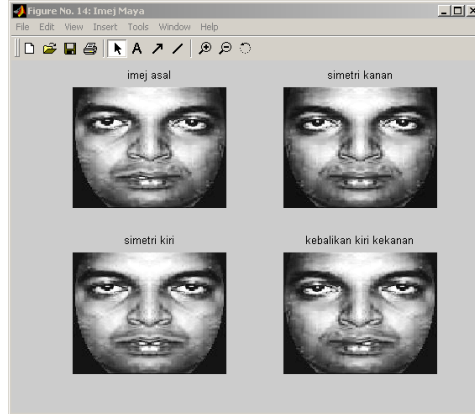 Figure No. 14: Imej Maya
File Edit View Insert Tools Window Help
A
imej asal
simetri kanan
simetri kiri
kebalikan kiri kekanan